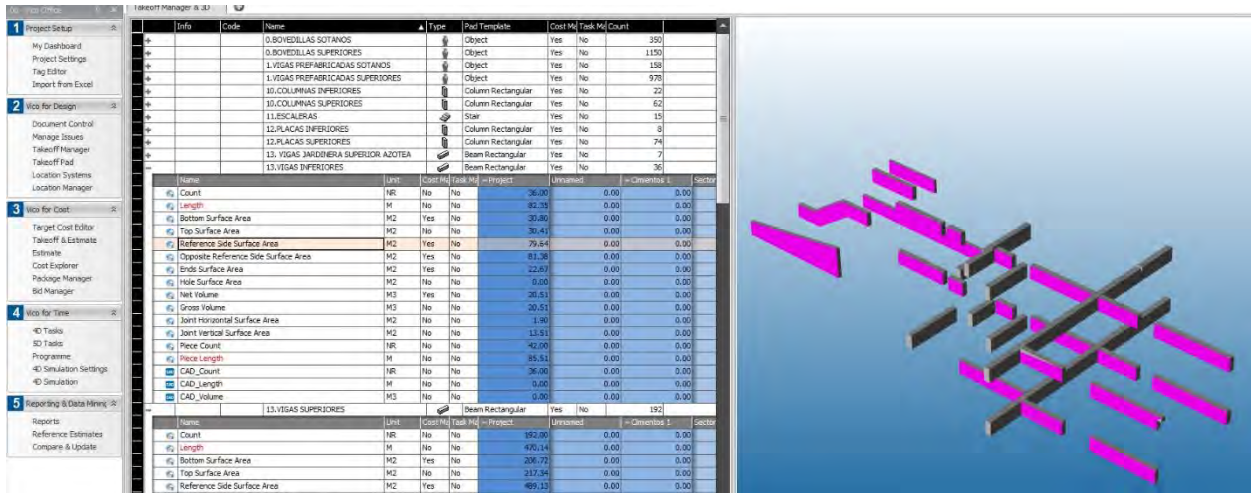 Vico Office
Takeoff Manager & 3D
1 Project Setup
My Dashboard
Project Settings
Tag Editor
Import from Excel
2 Vico for Design
Document Control
Manage Issues
Takeoff Manager
Takeoff Pad
Location Systems
Location Manager
3 Vico for Cost
Target Cost Editor
Takeoff & Estimate
Estimate
Cost Explorer
Package Manager
Bid Manager
4 Vico for Time
4D Tasks
5D Tasks
Programme
4D Simulation Settings
4D Simulation
5 Reporting & Data Mining
Reports
Reference Estimates
Compare & Update
Info Code Name Type Pad Template Cost Ma Task Ma Count
0.BOVEDILLAS SOTANOS Object Yes No 350
0.BOVEDILLAS SUPERIORES Object Yes No 1150
1.VIGAS PREFABRICADAS SOTANOS Object Yes No 158
1.VIGAS PREFABRICADAS SUPERIORES Object Yes No 978
10.COLUMNAS INFERIORES Column Rectangular Yes No 22
10.COLUMNAS SUPERIORES Column Rectangular Yes No 62
11.ESCALERAS Stair Yes No 15
12.PLACAS INFERIORES Column Rectangular Yes No 8
12.PLACAS SUPERIORES Column Rectangular Yes No 74
13. VIGAS JARDINERA SUPERIOR AZOTEA Beam Rectangular Yes No 7
13.VIGAS INFERIORES Beam Rectangular Yes No 36
Name Unit Cost Ma Task Ma Project Unnamed Cimientos 1 Sector
Count NR No No 36.00 0.00 0.00
Length M No No 82.35 0.00 0.00
Bottom Surface Area M2 Yes No 30.80 0.00 0.00
Top Surface Area M2 No No 30.41 0.00 0.00
Reference Side Surface Area M2 Yes No 79.64 0.00 0.00
Opposite Reference Side Surface Area M2 Yes No 81.38 0.00 0.00
Ends Surface Area M2 Yes No 22.67 0.00 0.00
Hole Surface Area M2 No No 0.00 0.00 0.00
Net Volume M3 Yes No 20.51 0.00 0.00
Gross Volume M3 No No 20.51 0.00 0.00
Joint Horizontal Surface Area M2 No No 1.90 0.00 0.00
Joint Vertical Surface Area M2 No No 13.51 0.00 0.00
Piece Count NR No No 42.00 0.00 0.00
Piece Length M No No 85.51 0.00 0.00
CAD_Count NR No No 36.00 0.00 0.00
CAD_Length M No No 0.00 0.00 0.00
CAD_Volume M3 No No 0.00 0.00 0.00
13.VIGAS SUPERIORES Beam Rectangular Yes No 192
Name Unit Cost Ma Task Ma Project Unnamed Cimientos 1 Sector
Count NR No No 192.00 0.00 0.00
Length M No No 470.14 0.00 0.00
Bottom Surface Area M2 Yes No 206.72 0.00 0.00
Top Surface Area M2 No No 217.34 0.00 0.00
Reference Side Surface Area M2 Yes No 489.13 0.00 0.00